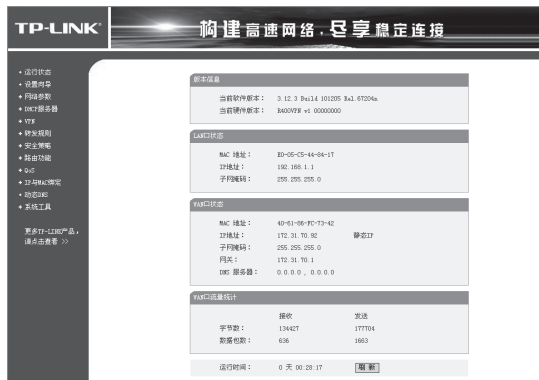 TP-LINK®
构建高速网络·尽享稳定连接
+ 运行状态
+ 设置向导
+ 网络参数
+ DHCP服务器
+ VPN
+ 转发规则
+ 安全策略
+ 路由功能
+ QoS
+ IP与MAC绑定
+ 动态DNS
+ 系统工具
更多TP-LINK产品，
请点击查看 >>
版本信息
当前软件版本： 3.12.3 Build 101205 Rel.67204n
当前硬件版本： R400VPN v1 00000000
LAN口状态
MAC 地址： E0-05-C5-44-84-17
IP地址： 192.168.1.1
子网掩码： 255.255.255.0
WAN口状态
MAC 地址： 40-61-86-FC-73-42
IP地址： 172.31.70.92 静态IP
子网掩码： 255.255.255.0
网关： 172.31.70.1
DNS 服务器： 0.0.0.0 , 0.0.0.0
WAN口流量统计
接收 发送
字节数： 134427 177704
数据包数： 636 1663
运行时间： 0 天 00:28:17 刷 新